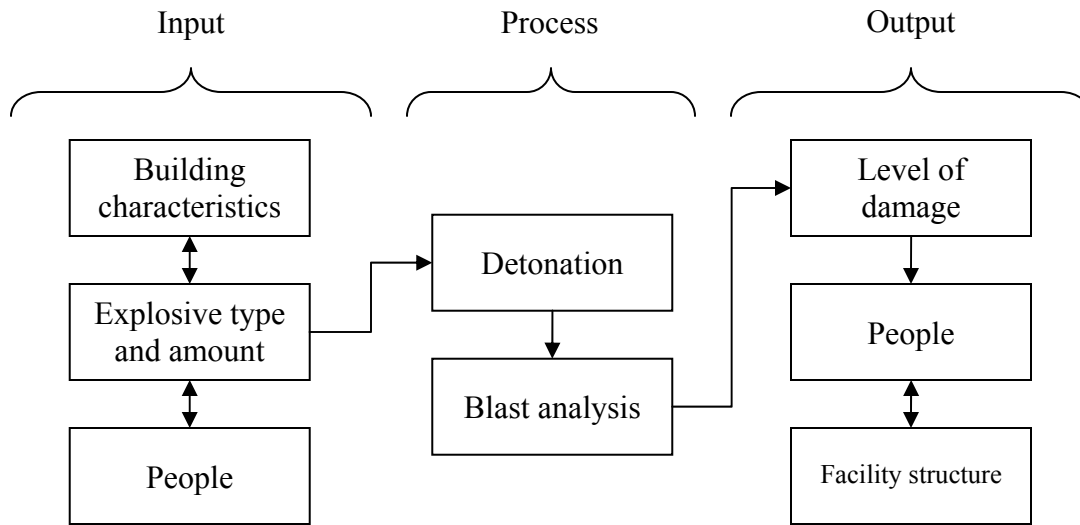 Input
Process
Output
Building
characteristics
Explosive type
and amount
People
Detonation
Blast analysis
Level of
damage
People
Facility structure